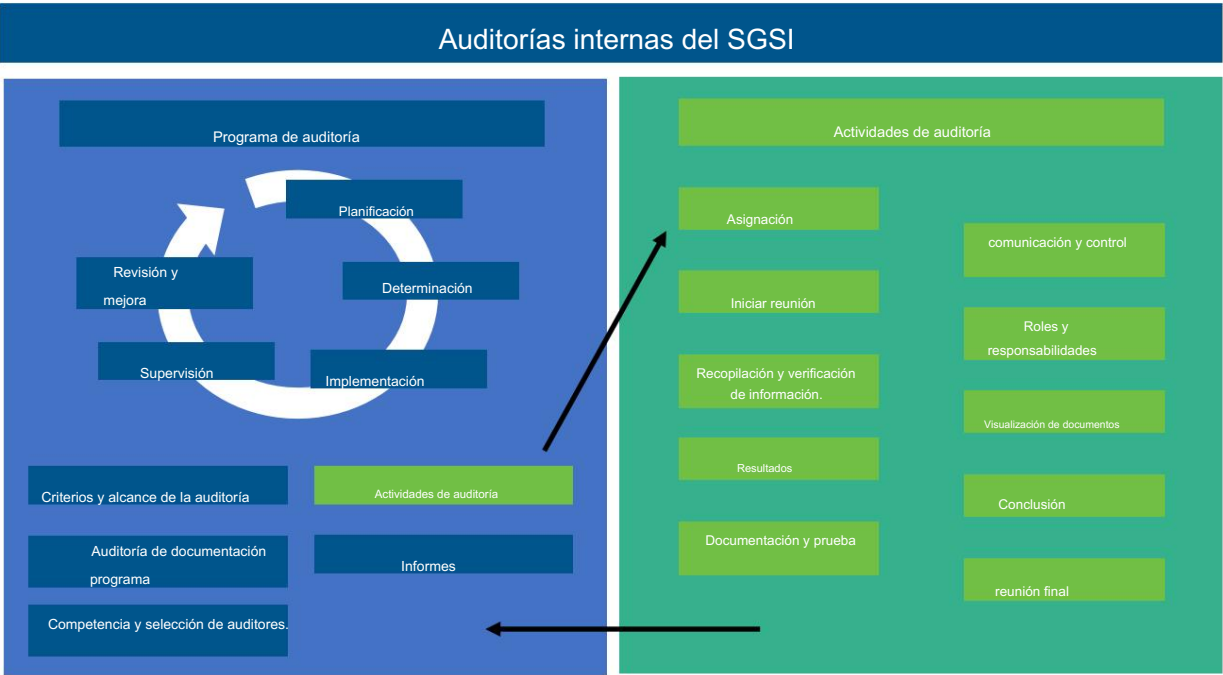 Auditorías internas del SGSI
Programa de auditoría
Planificación
Determinación
Implementación
Supervisión
Revisión y
mejora
Criterios y alcance de la auditoría
Actividades de auditoría
Auditoría de documentación
programa
Informes
Competencia y selección de auditores.
Actividades de auditoría
Asignación
comunicación y control
Iniciar reunión
Roles y
responsabilidades
Recopilación y verificación
de información.
Visualización de documentos
Resultados
Conclusión
Documentación y prueba
reunión final